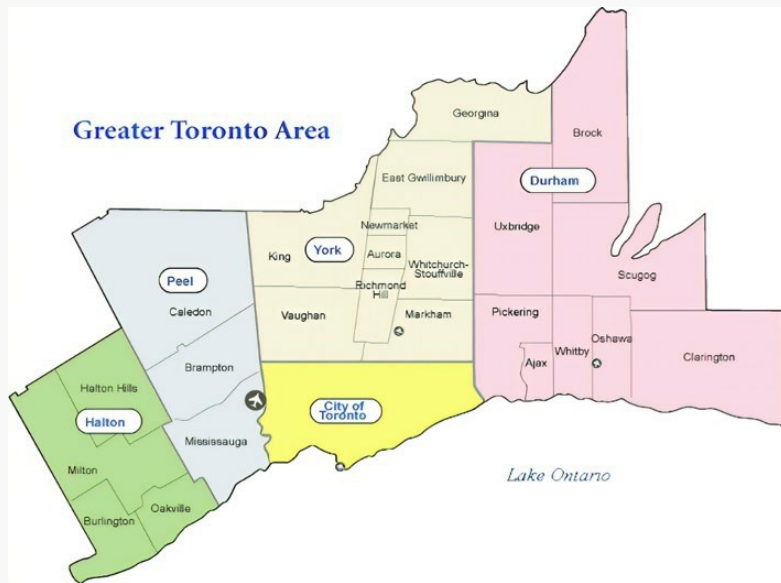 Greater Toronto Area
Georgina
Brock
East Gwillimbury
Durham
Newmarket
Uxbridge
King
York
Aurora
Whitchurch-
Stouffville
Peel
Richmond
Hill
Scugog
Caledon
Vaughan
Markham
Pickering
Oshawa
Brampton
Ajax
Whitby
Clarington
Halton Hills
City of
Toronto
Halton
Mississauga
Milton
Lake Ontario
Oakville
Burlington